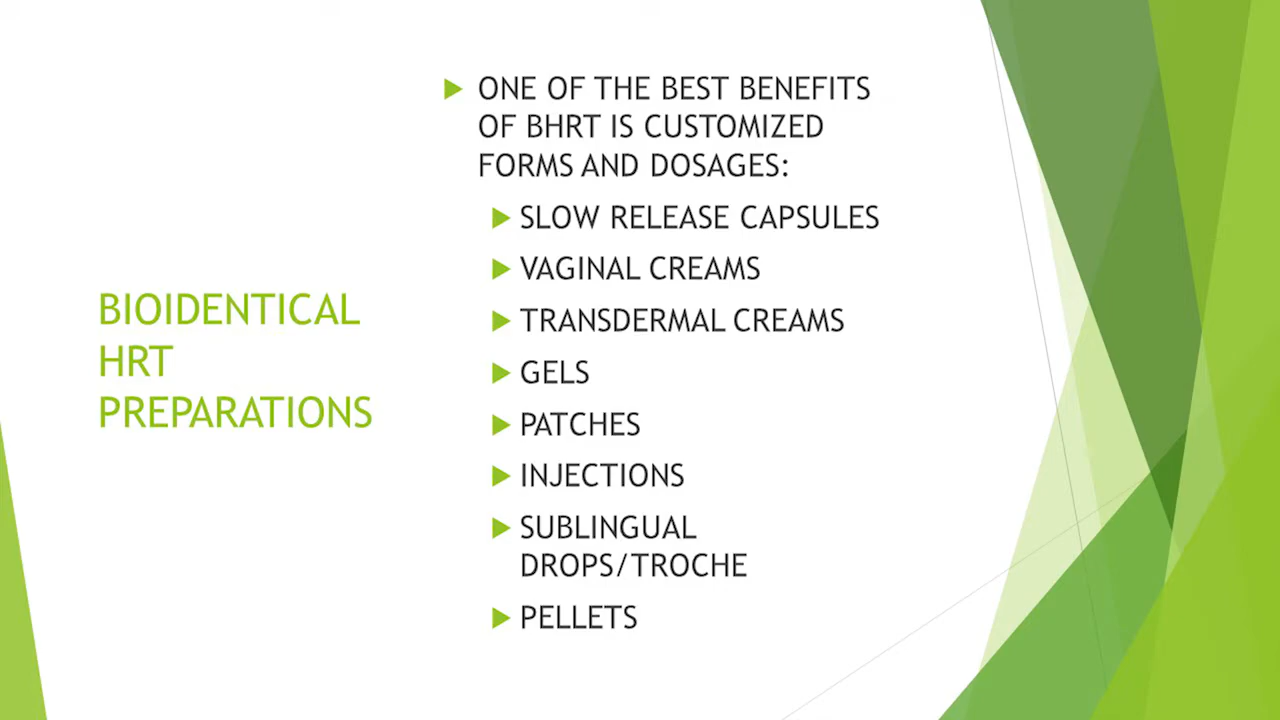 BIOIDENTICAL
HRT
PREPARATIONS
ONE OF THE BEST BENEFITS
OF BHRT IS CUSTOMIZED
FORMS AND DOSAGES:
SLOW RELEASE CAPSULES
VAGINAL CREAMS
TRANSDERMAL CREAMS
GELS
PATCHES
INJECTIONS
SUBLINGUAL
DROPS/TROCHE
PELLETS